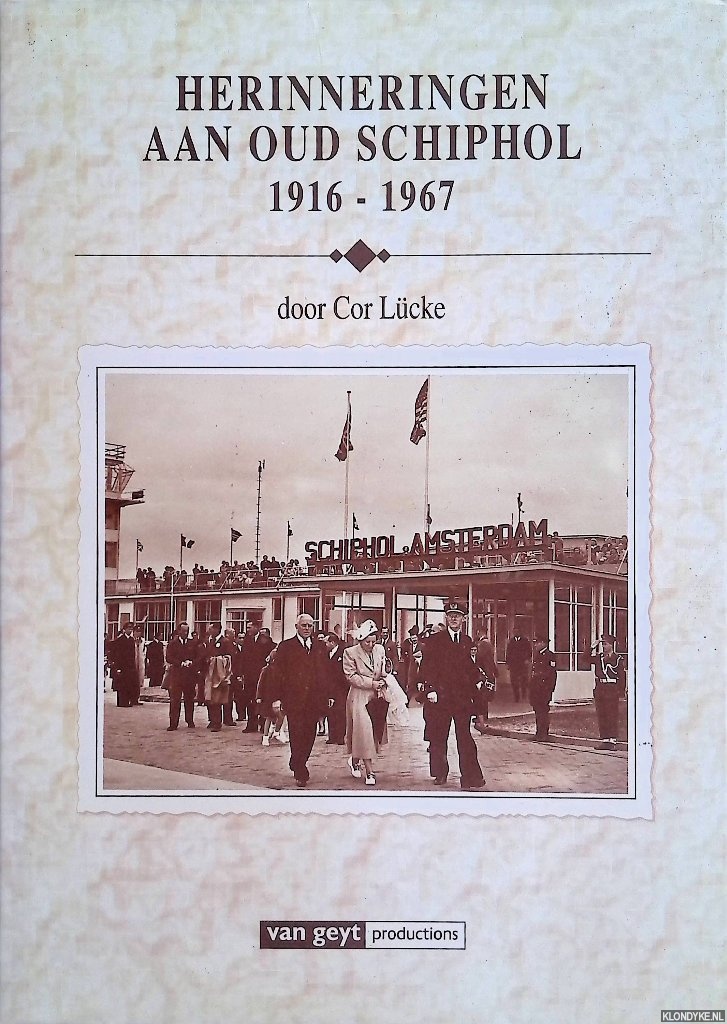 HERINNERINGEN
AAN OUD SCHIPHOL
1916 - 1967
door Cor Lücke
SCHIPHOL AMSTERDAM
van geyt productions
KLONDYKE.NL